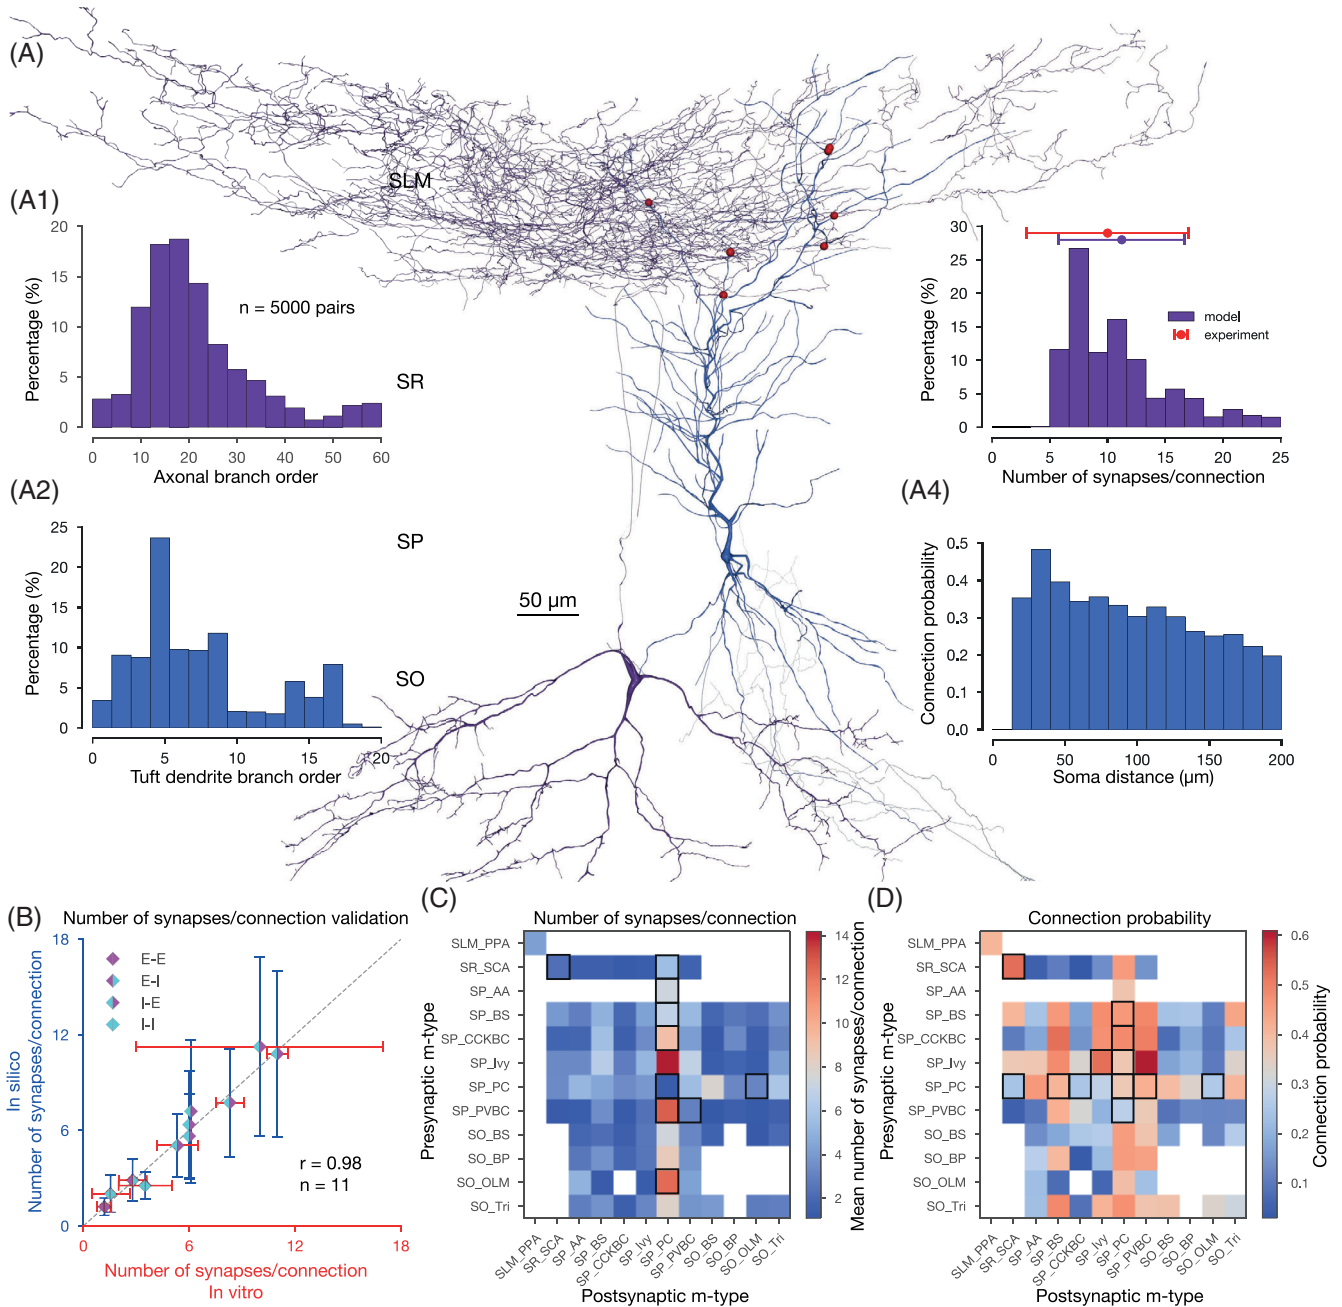 (A)
SLM
(A1)
20
15
10
5
0
Percentage (%)
n = 5000 pairs
0 10 20 30 40 50 60
Axonal branch order
SR
30
25
20
15
10
5
0
Percentage (%)
model
experiment
0 5 10 15 20 25
Number of synapses/connection
(A2)
25
20
15
10
5
0
Percentage (%)
0 5 10 15 20
Tuft dendrite branch order
SP
50 µm
SO
(A4)
0.5
0.4
0.3
0.2
0.1
0.0
Connection probability
0 50 100 150 200
Soma distance (µm)
(B)
Number of synapses/connection validation
18
12
6
0
In silico
Number of synapses/connection
E-E
E-I
I-E
I-I
r = 0.98
n = 11
0 6 12 18
Number of synapses/connection
In vitro
(C)
Number of synapses/connection
Presynaptic m-type
SLM_PPA
SR_SCA
SP_AA
SP_BS
SP_CCKBC
SP_Ivy
SP_PC
SP_PVBC
SO_BS
SO_BP
SO_OLM
SO_Tri
SLM_PPA
SR_SCA
SP_AA
SP_BS
SP_CCKBC
SP_Ivy
SP_PC
SP_PVBC
SO_BS
SO_BP
SO_OLM
SO_Tri
Postsynaptic m-type
14
12
10
8
6
4
2
Mean number of synapses/connection
(D)
Connection probability
Presynaptic m-type
SLM_PPA
SR_SCA
SP_AA
SP_BS
SP_CCKBC
SP_Ivy
SP_PC
SP_PVBC
SO_BS
SO_BP
SO_OLM
SO_Tri
SLM_PPA
SR_SCA
SP_AA
SP_BS
SP_CCKBC
SP_Ivy
SP_PC
SP_PVBC
SO_BS
SO_BP
SO_OLM
SO_Tri
Postsynaptic m-type
0.6
0.5
0.4
0.3
0.2
0.1
Connection probability